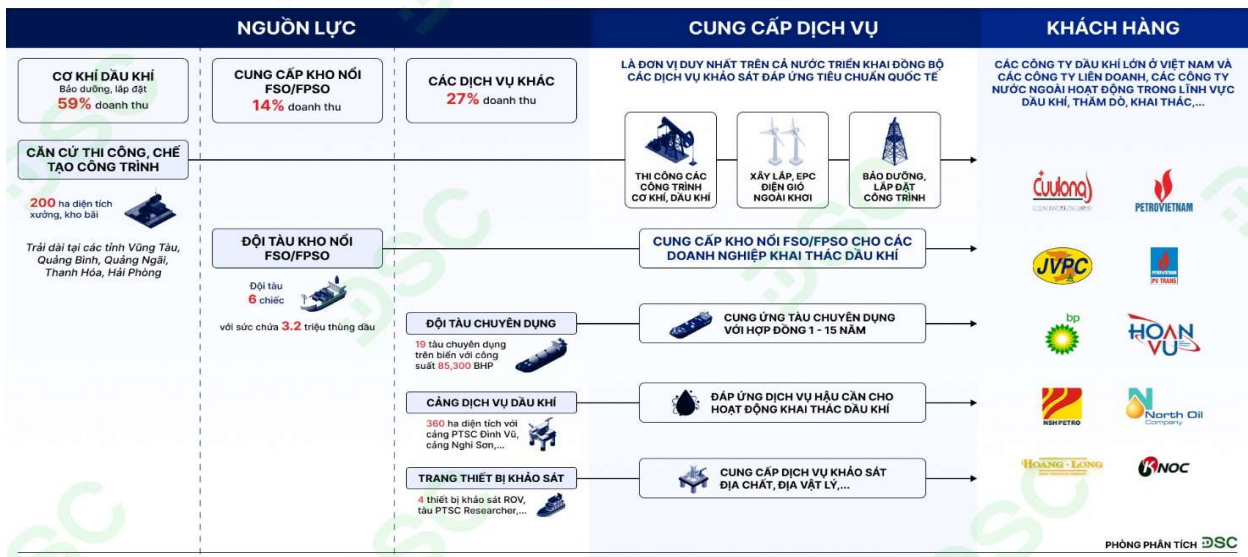 NGUỒN LỰC
CUNG CẤP DỊCH VỤ
KHÁCH HÀNG
CƠ KHÍ DẦU KHÍ
Bảo dưỡng, lắp đặt
59% doanh thu
CUNG CẤP KHO NỔI
FSO/FPSO
14% doanh thu
CÁC DỊCH VỤ KHÁC
27% doanh thu
LÀ ĐƠN VỊ DUY NHẤT TRÊN CẢ NƯỚC TRIỂN KHAI ĐỒNG BỘ
CÁC DỊCH VỤ KHẢO SÁT ĐÁP ỨNG TIÊU CHUẨN QUỐC TẾ
CÁC CÔNG TY DẦU KHÍ LỚN Ở VIỆT NAM VÀ
CÁC CÔNG TY LIÊN DOANH, CÁC CÔNG TY
NƯỚC NGOÀI HOẠT ĐỘNG TRONG LĨNH VỰC
DẦU KHÍ, THĂM DÒ, KHAI THÁC,...
CĂN CỨ THI CÔNG, CHẾ
TẠO CÔNG TRÌNH
200 ha diện tích
xưởng, kho bãi
Trải dài tại các tỉnh Vũng Tàu,
Quảng Bình, Quảng Ngãi,
Thanh Hóa, Hải Phòng
THI CÔNG CÁC
CÔNG TRÌNH
CƠ KHÍ, DẦU KHÍ
XÂY LẮP, EPC
ĐIỆN GIÓ
NGOÀI KHƠI
BẢO DƯỠNG,
LẮP ĐẶT
CÔNG TRÌNH
ĐỘI TÀU KHO NỔI
FSO/FPSO
Đội tàu
6 chiếc
với sức chứa 3.2 triệu thùng dầu
CUNG CẤP KHO NỔI FSO/FPSO CHO CÁC
DOANH NGHIỆP KHAI THÁC DẦU KHÍ
ĐỘI TÀU CHUYÊN DỤNG
19 tàu chuyên dụng
trên biển với công
suất 85,300 BHP
CUNG ỨNG TÀU CHUYÊN DỤNG
VỚI HỢP ĐỒNG 1 - 15 NĂM
CẢNG DỊCH VỤ DẦU KHÍ
360 ha diện tích với
cảng PTSC Đình Vũ,
cảng Nghi Sơn,...
ĐÁP ỨNG DỊCH VỤ HẬU CẦN CHO
HOẠT ĐỘNG KHAI THÁC DẦU KHÍ
TRANG THIẾT BỊ KHẢO SÁT
4 thiết bị khảo sát ROV,
tàu PTSC Researcher,...
CUNG CẤP DỊCH VỤ KHẢO SÁT
ĐỊA CHẤT, ĐỊA VẬT LÝ,...
Cuulong
PETROVIETNAM
JVPC
PETROVIETNAM
PV TRANS
bp
HOAN
VU
NSH PETRO
North Oil
Company
HOANG - LONG
KNOC
PHÒNG PHÂN TÍCH DSC